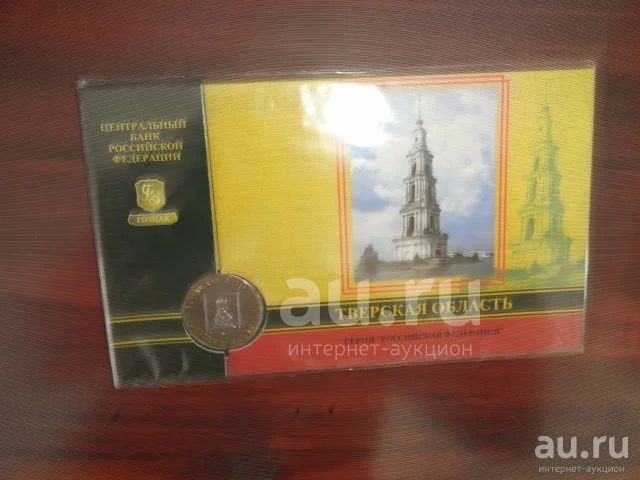 ЦЕНТРАЛЬНЫЙ
БАНК
РОССИЙСКОЙ
ФЕДЕРАЦИИ
ГОЗНАК
ТВЕРСКАЯ ОБЛАСТЬ
СЕРИЯ "РОССИЙСКАЯ ФЕДЕРАЦИЯ"
au.ru
интернет-аукцион
au.ru
интернет-аукцион